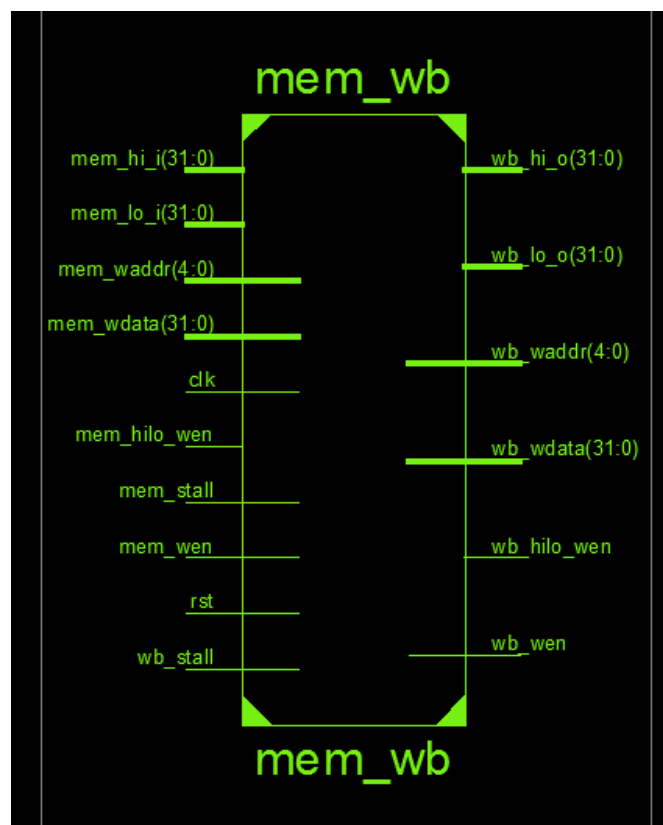 mem_wb
mem_hi_i(31:0)
wb_hi_o(31:0)
mem_lo_i(31:0)
wb_lo_o(31:0)
mem_waddr(4:0)
mem_wdata(31:0)
wb_waddr(4:0)
clk
mem_hilo_wen
wb_wdata(31:0)
mem_stall
mem_wen
wb_hilo_wen
rst
wb_wen
wb_stall
mem_wb